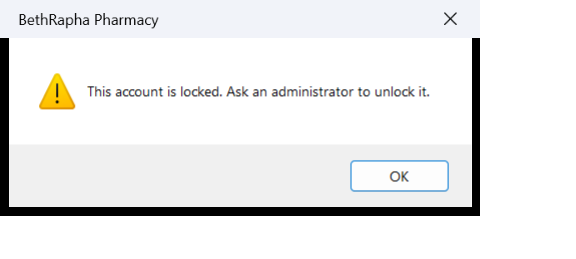 BethRapha Pharmacy
This account is locked. Ask an administrator to unlock it.
OK